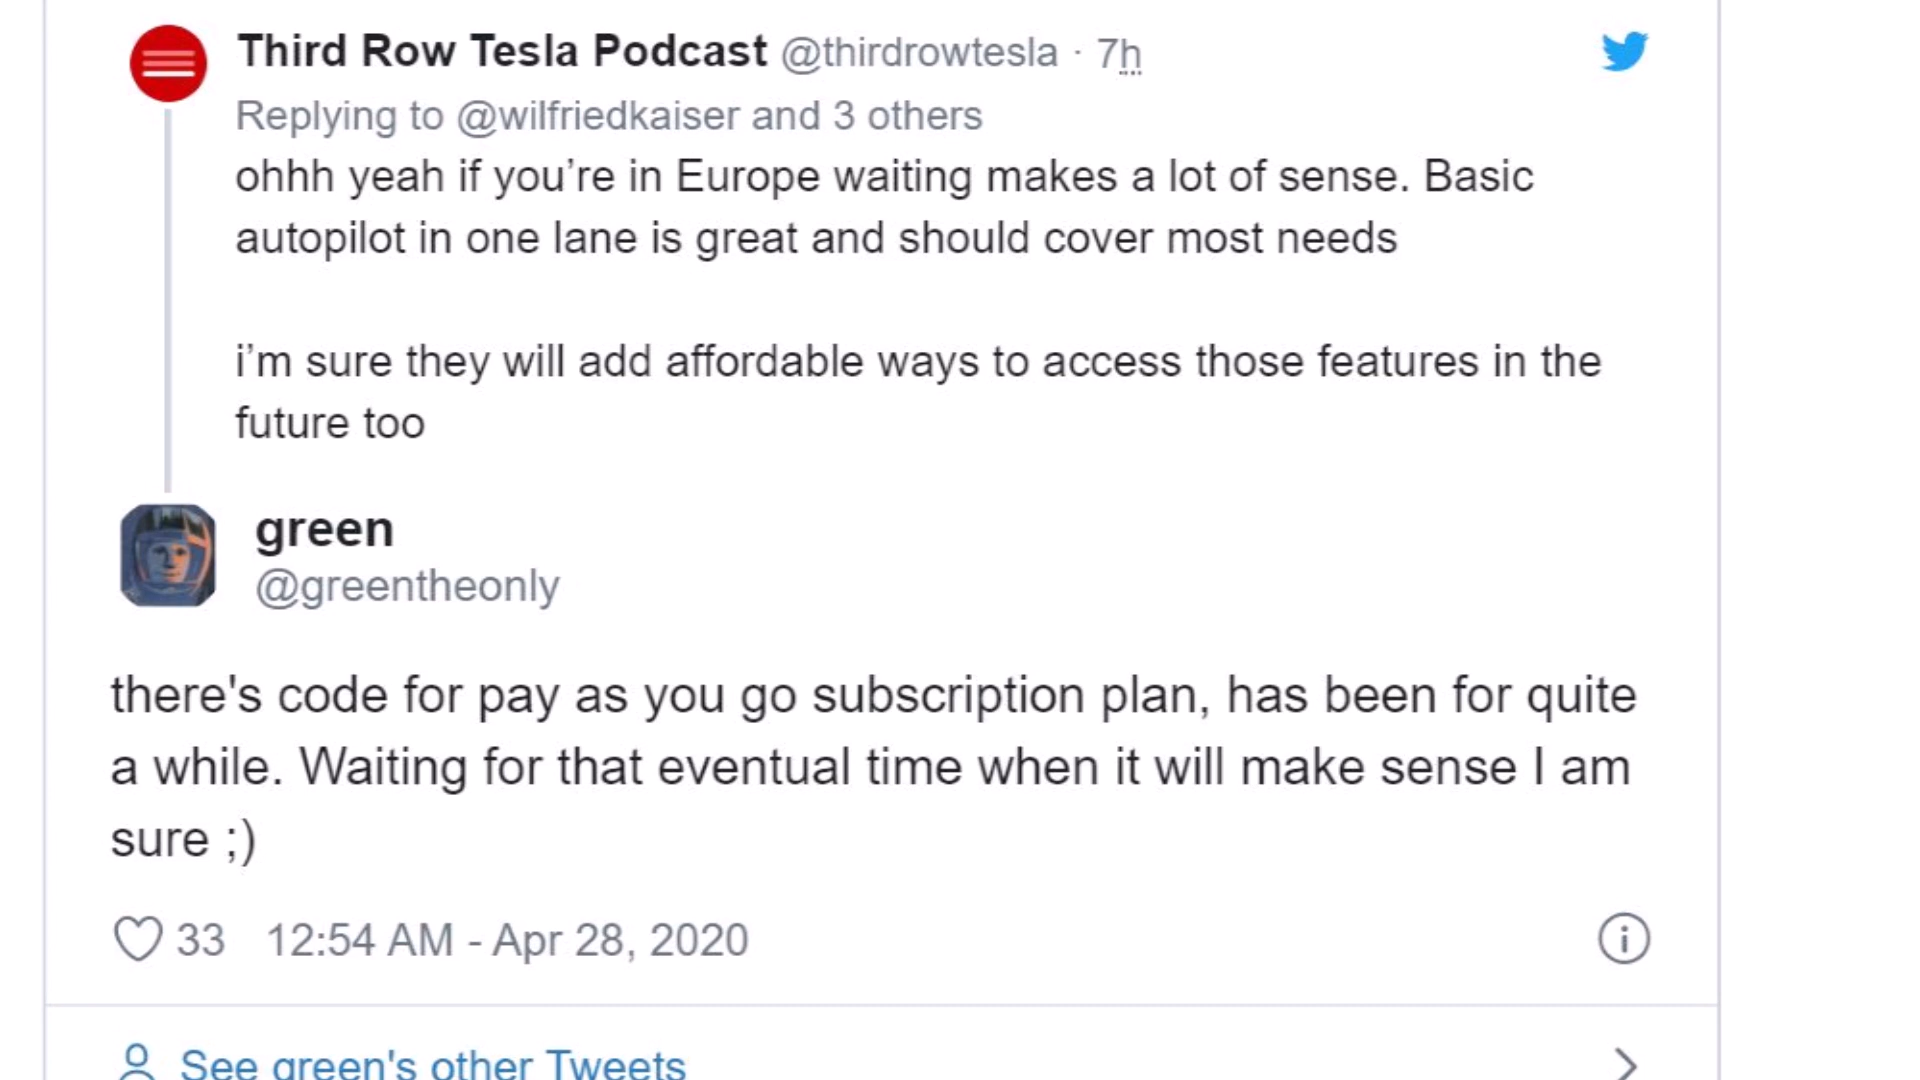 Third Row Tesla Podcast @thirdrowtesla · 7h
Replying to @wilfriedkaiser and 3 others
ohhh yeah if you’re in Europe waiting makes a lot of sense. Basic
autopilot in one lane is great and should cover most needs
i’m sure they will add affordable ways to access those features in the
future too
green
@greentheonly
there's code for pay as you go subscription plan, has been for quite
a while. Waiting for that eventual time when it will make sense I am
sure ;)
33 12:54 AM - Apr 28, 2020
See green's other Tweets